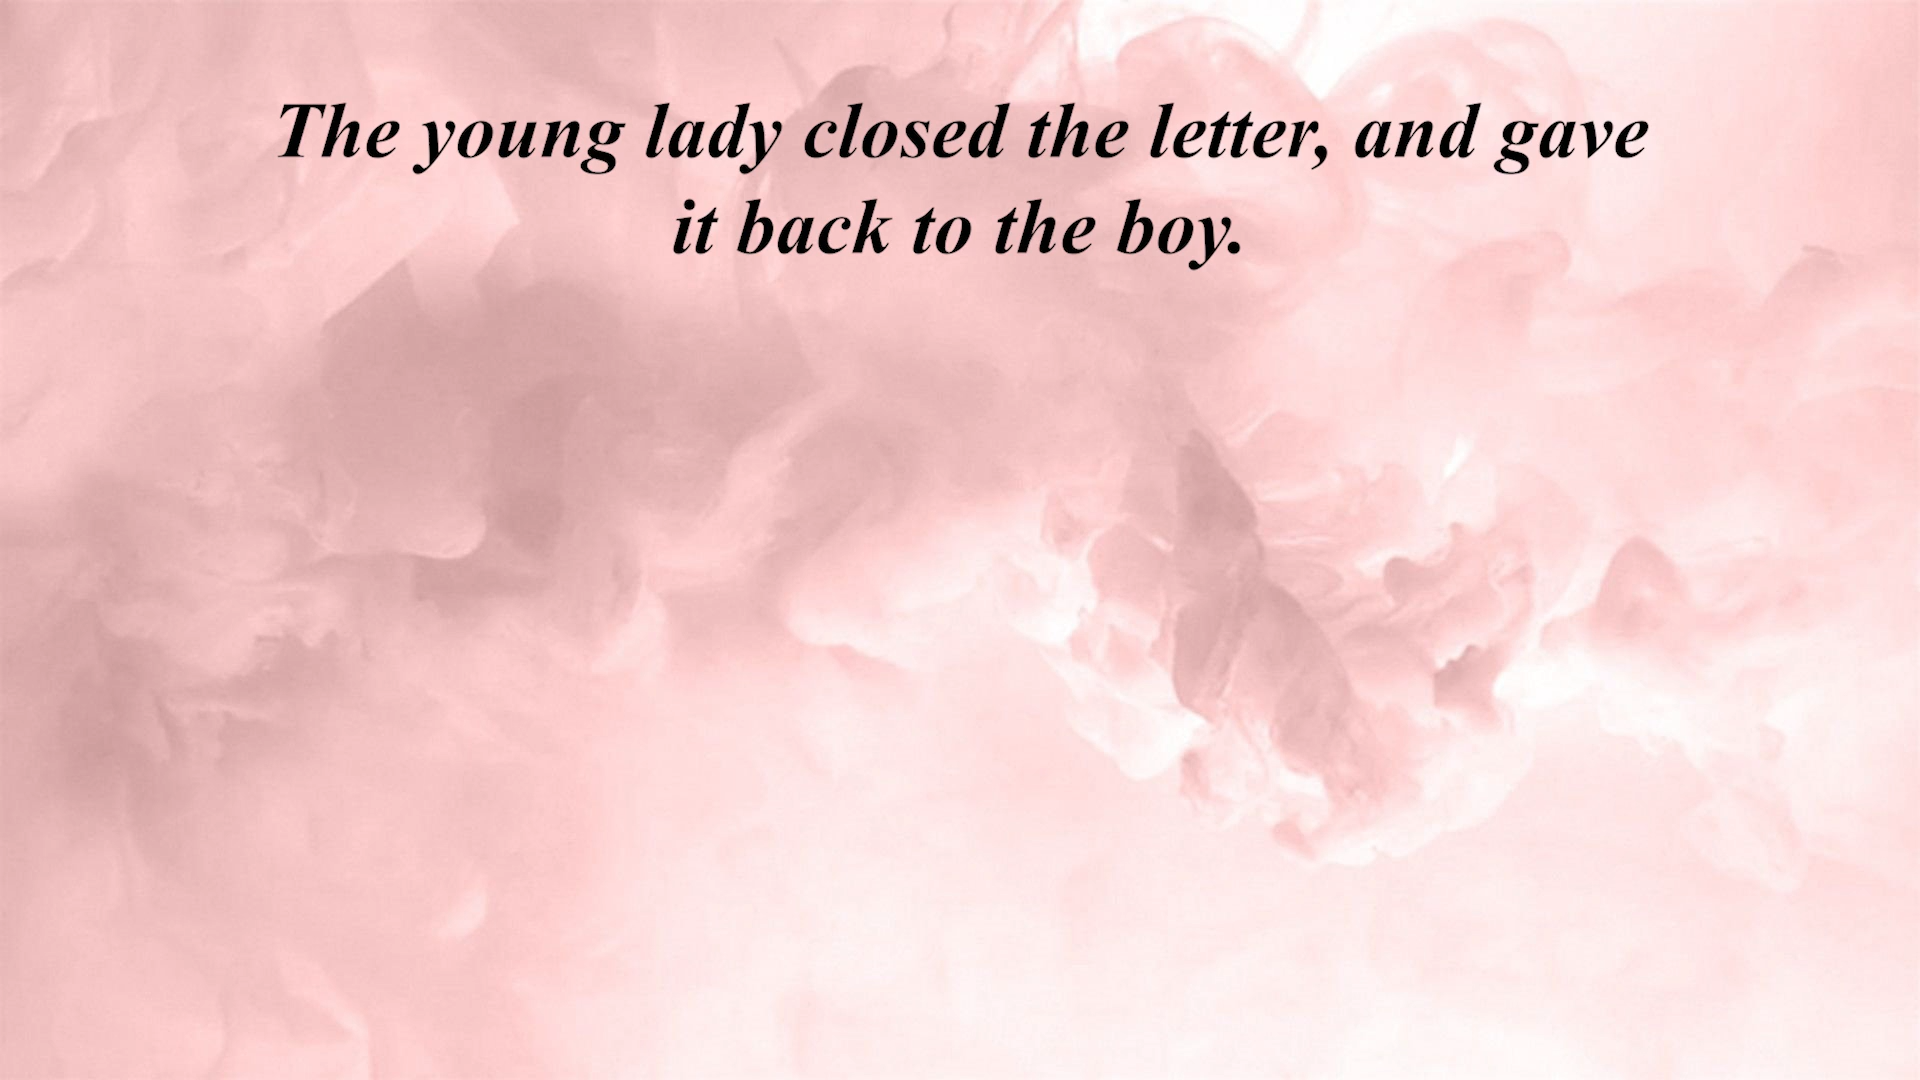 The young lady closed the letter, and gave
it back to the boy.